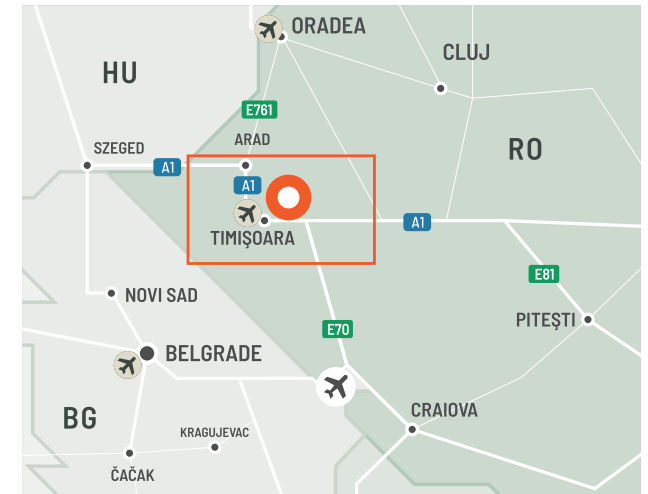 ORADEA
CLUJ
HU
E761
ARAD
SZEGED
RO
A1
A1
A1
TIMIŞOARA
E81
NOVI SAD
PITEŞTI
E70
BELGRADE
CRAIOVA
BG
KRAGUJEVAC
ČAČAK